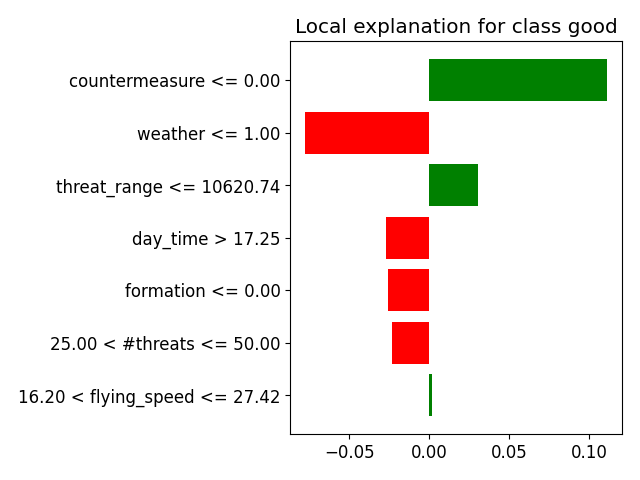 Local explanation for class good
countermeasure <= 0.00
weather <= 1.00
threat_range <= 10620.74
day_time > 17.25
formation <= 0.00
25.00 < #threats <= 50.00
16.20 < flying_speed <= 27.42
−0.05 0.00 0.05 0.10